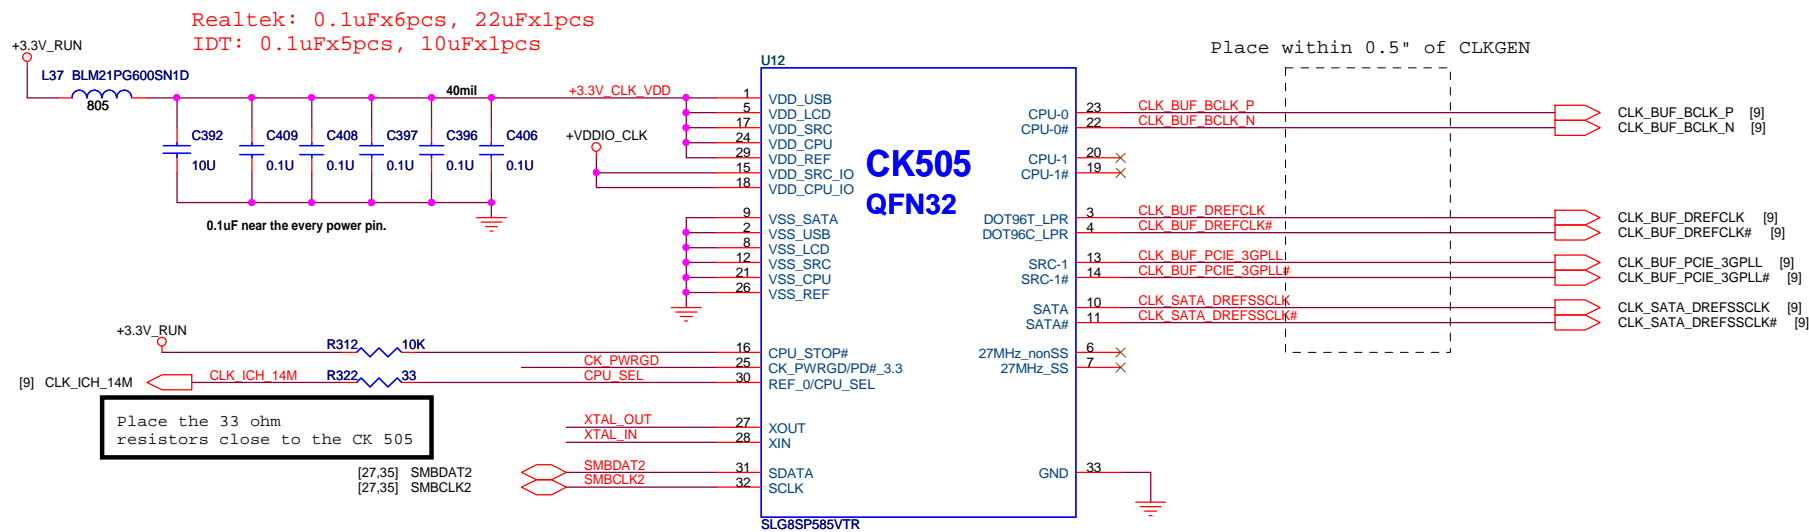 Realtek: 0.1uFx6pcs, 22uFx1pcs
IDT: 0.1uFx5pcs, 10uFx1pcs
+3.3V_RUN
L37 BLM21PG600SN1D
805
40mil
+3.3V_CLK_VDD
C392
10U
C409
0.1U
C408
0.1U
C397
0.1U
C396
0.1U
C406
0.1U
0.1uF near the every power pin.
+VDDIO_CLK
U12
CK505
QFN32
1 VDD_USB
5 VDD_LCD
17 VDD_SRC
24 VDD_CPU
29 VDD_REF
15 VDD_SRC_IO
18 VDD_CPU_IO
9 VSS_SATA
2 VSS_USB
8 VSS_LCD
12 VSS_SRC
21 VSS_CPU
26 VSS_REF
+3.3V_RUN
R312 10K
16 CPU_STOP#
CK_PWRGD 25 CK_PWRGD/PD#_3.3
[9] CLK_ICH_14M CLK_ICH_14M R322 33 CPU_SEL 30 REF_0/CPU_SEL
Place the 33 ohm
resistors close to the CK 505
XTAL_OUT 27 XOUT
XTAL_IN 28 XIN
[27,35] SMBDAT2 SMBDAT2 31 SDATA
[27,35] SMBCLK2 SMBCLK2 32 SCLK
SLG8SP585VTR
Place within 0.5" of CLKGEN
CPU-0 23 CLK_BUF_BCLK_P CLK_BUF_BCLK_P [9]
CPU-0# 22 CLK_BUF_BCLK_N CLK_BUF_BCLK_N [9]
CPU-1 20
CPU-1# 19
DOT96T_LPR 3 CLK_BUF_DREFCLK CLK_BUF_DREFCLK [9]
DOT96C_LPR 4 CLK_BUF_DREFCLK# CLK_BUF_DREFCLK# [9]
SRC-1 13 CLK_BUF_PCIE_3GPLL CLK_BUF_PCIE_3GPLL [9]
SRC-1# 14 CLK_BUF_PCIE_3GPLL# CLK_BUF_PCIE_3GPLL# [9]
SATA 10 CLK_SATA_DREFSSCLK CLK_SATA_DREFSSCLK [9]
SATA# 11 CLK_SATA_DREFSSCLK# CLK_SATA_DREFSSCLK# [9]
27MHz_nonSS 6
27MHz_SS 7
GND 33